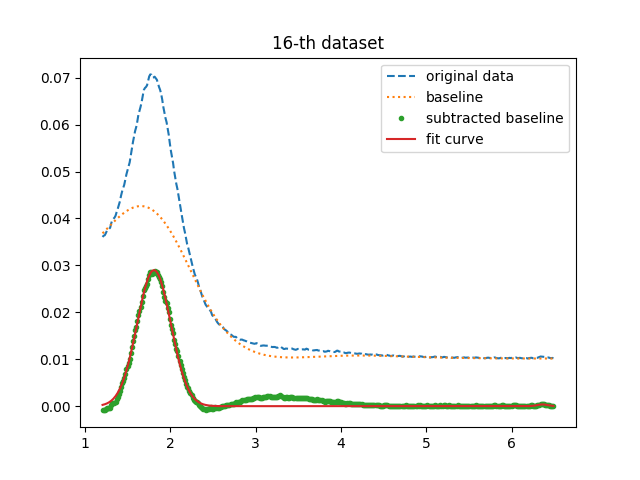 16-th dataset
original data
baseline
subtracted baseline
fit curve
0.07
0.06
0.05
0.04
0.03
0.02
0.01
0.00
1 2 3 4 5 6